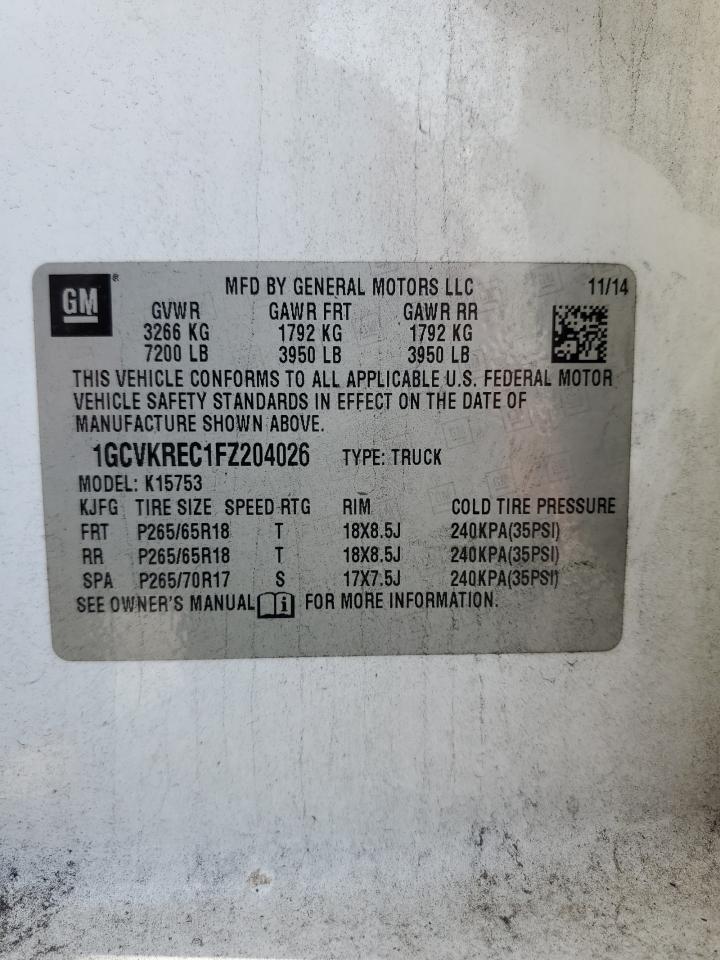 GM ®
MFD BY GENERAL MOTORS LLC 11/14
GVWR GAWR FRT GAWR RR
3266 KG 1792 KG 1792 KG
7200 LB 3950 LB 3950 LB
THIS VEHICLE CONFORMS TO ALL APPLICABLE U.S. FEDERAL MOTOR
VEHICLE SAFETY STANDARDS IN EFFECT ON THE DATE OF
MANUFACTURE SHOWN ABOVE.
1GCVKREC1FZ204026 TYPE: TRUCK
MODEL: K15753
KJFG TIRE SIZE SPEED RTG RIM COLD TIRE PRESSURE
FRT P265/65R18 T 18X8.5J 240KPA(35PSI)
RR P265/65R18 T 18X8.5J 240KPA(35PSI)
SPA P265/70R17 S 17X7.5J 240KPA(35PSI)
SEE OWNER'S MANUAL i FOR MORE INFORMATION.